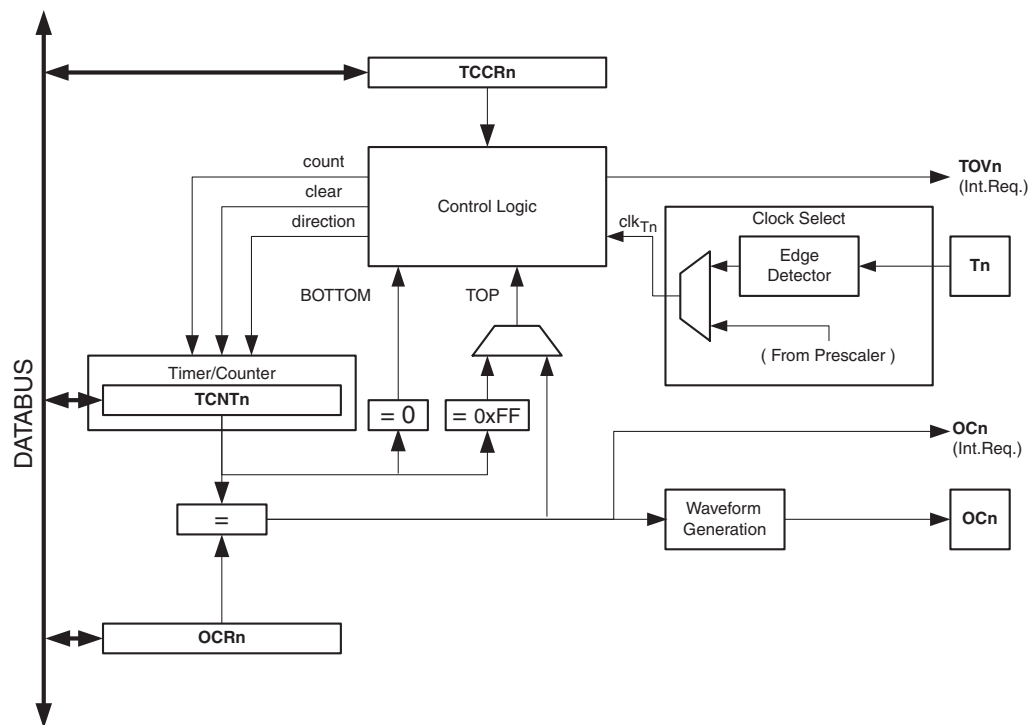 TCCRn
count
clear
direction
Control Logic
TOVn
(Int.Req.)
clkTn
Clock Select
Edge
Detector
Tn
( From Prescaler )
BOTTOM
TOP
Timer/Counter
TCNTn
= 0
= 0xFF
OCn
(Int.Req.)
=
Waveform
Generation
OCn
OCRn
DATABUS